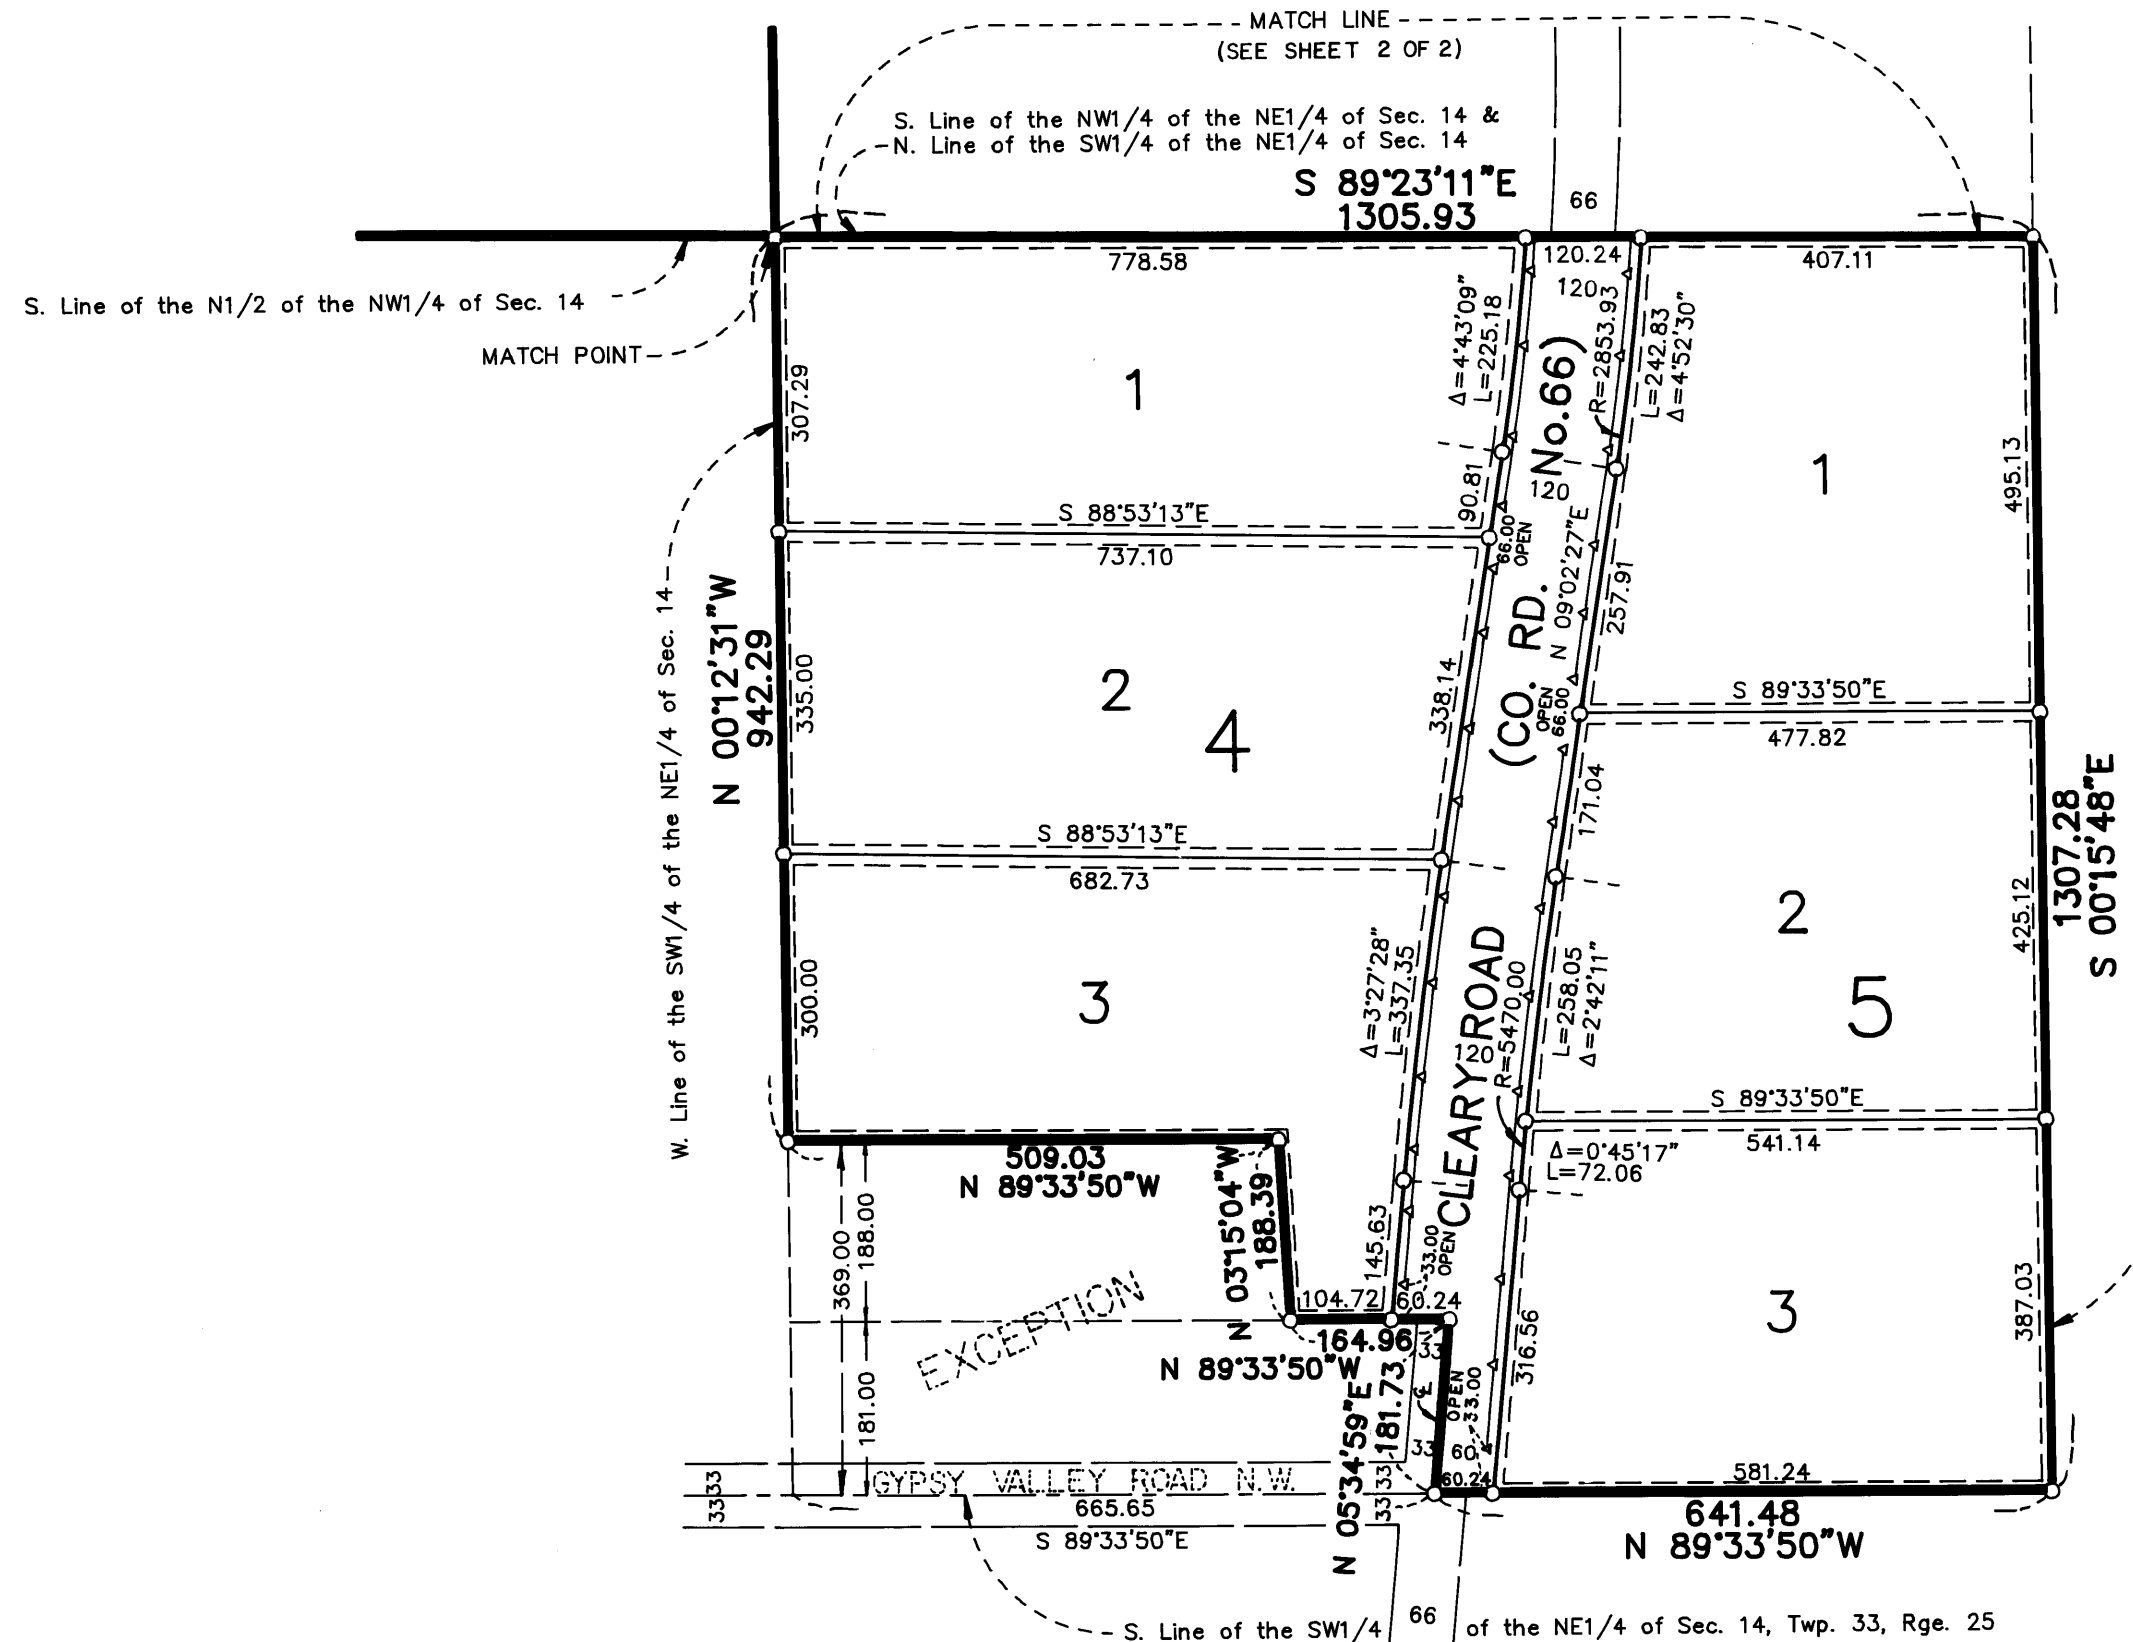 MATCH LINE
(SEE SHEET 2 OF 2)
S. Line of the NW1/4 of the NE1/4 of Sec. 14 &
N. Line of the SW1/4 of the NE1/4 of Sec. 14
S 89°23'11"E
1305.93
66
S. Line of the N1/2 of the NW1/4 of Sec. 14
MATCH POINT
778.58
120.24
407.11
120
307.29
1
Δ=4°43'09"
L=225.18
R=2853.93
L=242.83
Δ=4°52'30"
1
495.13
90.81
(CO. RD. No.66)
120
S 88°53'13"E
737.10
66.00
OPEN
N 09°02'27"E
257.91
W. Line of the SW1/4 of the NE1/4 of Sec. 14
N 00°12'31"W
942.29
335.00
2
4
338.14
OPEN
66.00
S 89°33'50"E
477.82
171.04
S 88°53'13"E
682.73
1307.28
S 00°15'48"E
2
425.12
5
300.00
3
Δ=3°27'28"
L=337.35
CLEARY ROAD
120
R=5470.00
L=258.05
Δ=2°42'11"
S 89°33'50"E
541.14
Δ=0°45'17"
L=72.06
509.03
N 89°33'50"W
N 03°15'04"W
188.39
145.63
33.00
OPEN
369.00
188.00
EXCEPTION
104.72
60.24
164.96
N 89°33'50"W
33
316.56
3
387.03
181.00
N 05°34'59"E
181.73
℄
OPEN
33.00
33
60
60.24
581.24
641.48
N 89°33'50"W
GYPSY VALLEY ROAD N.W.
33
33
33
33
665.65
S 89°33'50"E
S. Line of the SW1/4 of the NE1/4 of Sec. 14, Twp. 33, Rge. 25
66